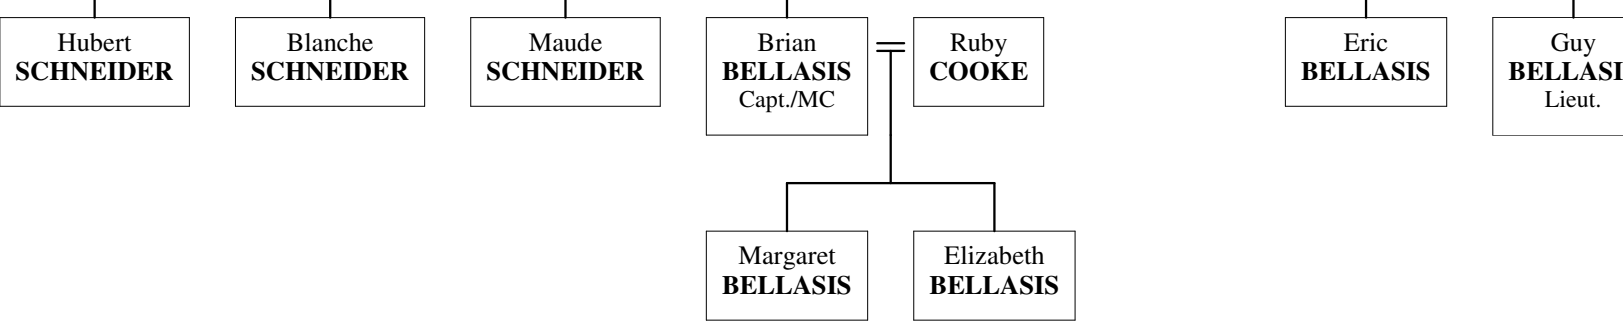 Hubert
SCHNEIDER
Blanche
SCHNEIDER
Maude
SCHNEIDER
Brian
BELLASIS
Capt./MC
Ruby
COOKE
Eric
BELLASIS
Guy
BELLASI
Lieut.
Margaret
BELLASIS
Elizabeth
BELLASIS